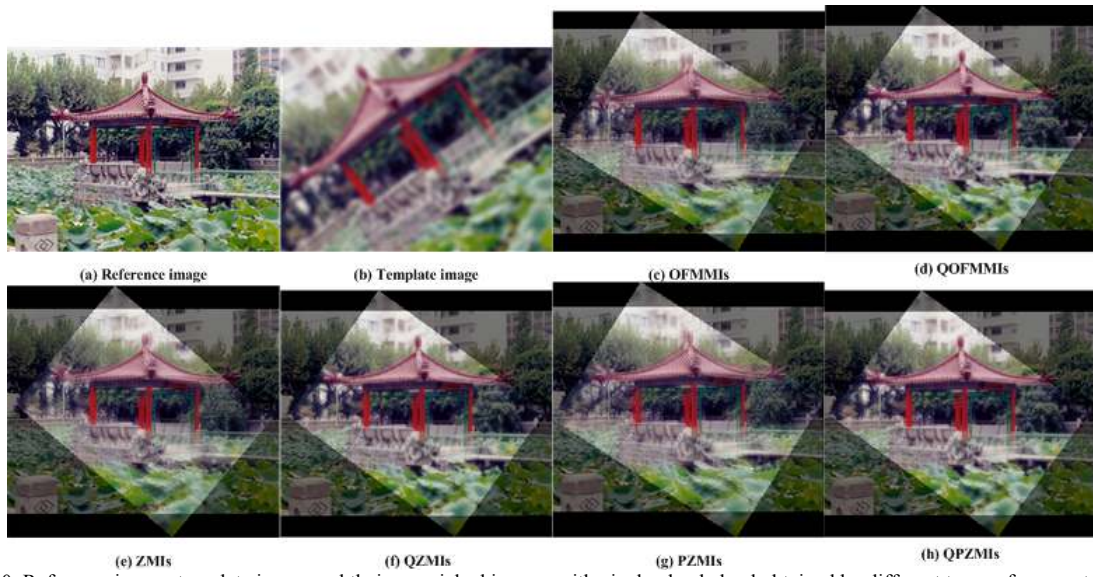 (a) Reference image
(b) Template image
(c) OFMMIs
(d) QOFMMIs
(e) ZMIs
(f) QZMIs
(g) PZMIs
(h) QPZMIs